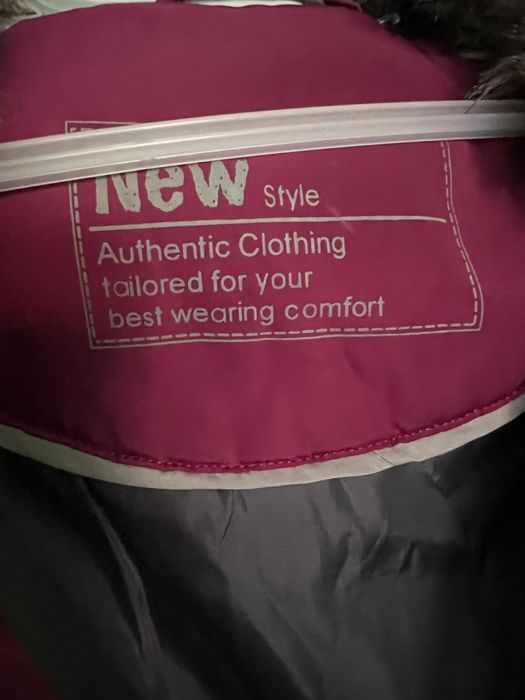 New Style
Authentic Clothing
tailored for your
best wearing comfort